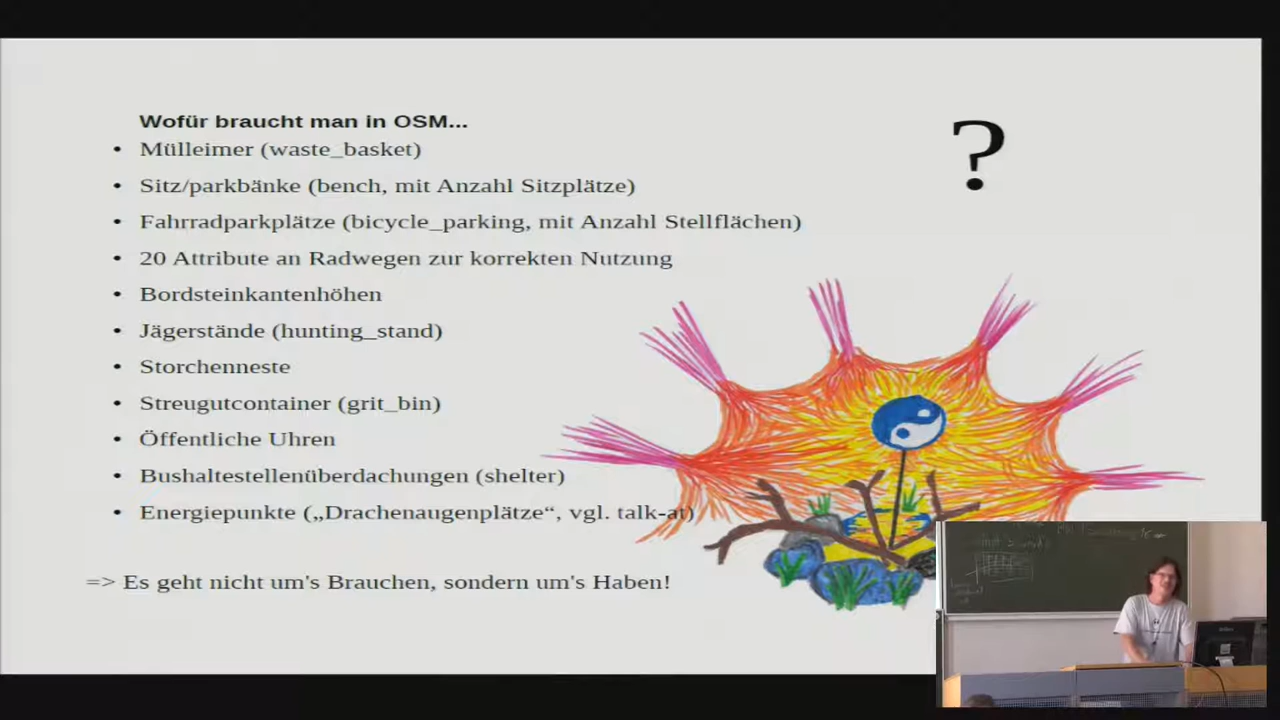 Wofür braucht man in OSM...
?
• Mülleimer (waste_basket)
• Sitz/parkbänke (bench, mit Anzahl Sitzplätze)
• Fahrradparkplätze (bicycle_parking, mit Anzahl Stellflächen)
• 20 Attribute an Radwegen zur korrekten Nutzung
• Bordsteinkantenhöhen
• Jägerstände (hunting_stand)
• Storchenneste
• Streugutcontainer (grit_bin)
• Öffentliche Uhren
• Bushaltestellenüberdachungen (shelter)
• Energiepunkte („Drachenaugenplätze“, vgl. talk-at)
=> Es geht nicht um's Brauchen, sondern um's Haben!